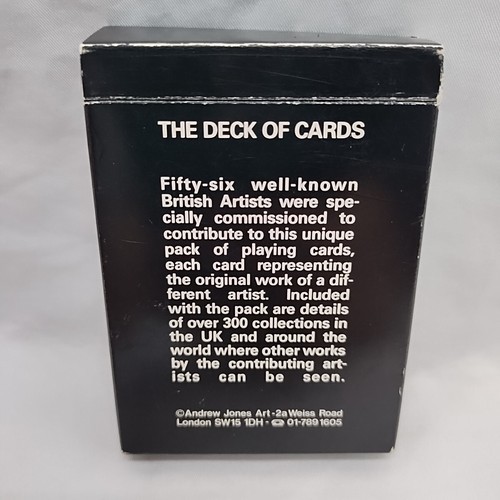 THE DECK OF CARDS
Fifty-six well-known
British Artists were spe-
cially commissioned to
contribute to this unique
pack of playing cards,
each card representing
the original work of a dif-
ferent artist. Included
with the pack are details
of over 300 collections in
the UK and around the
world where other works
by the contributing art-
ists can be seen.
©Andrew Jones Art-2a Weiss Road
London SW15 1DH-☎ 01-789 1605